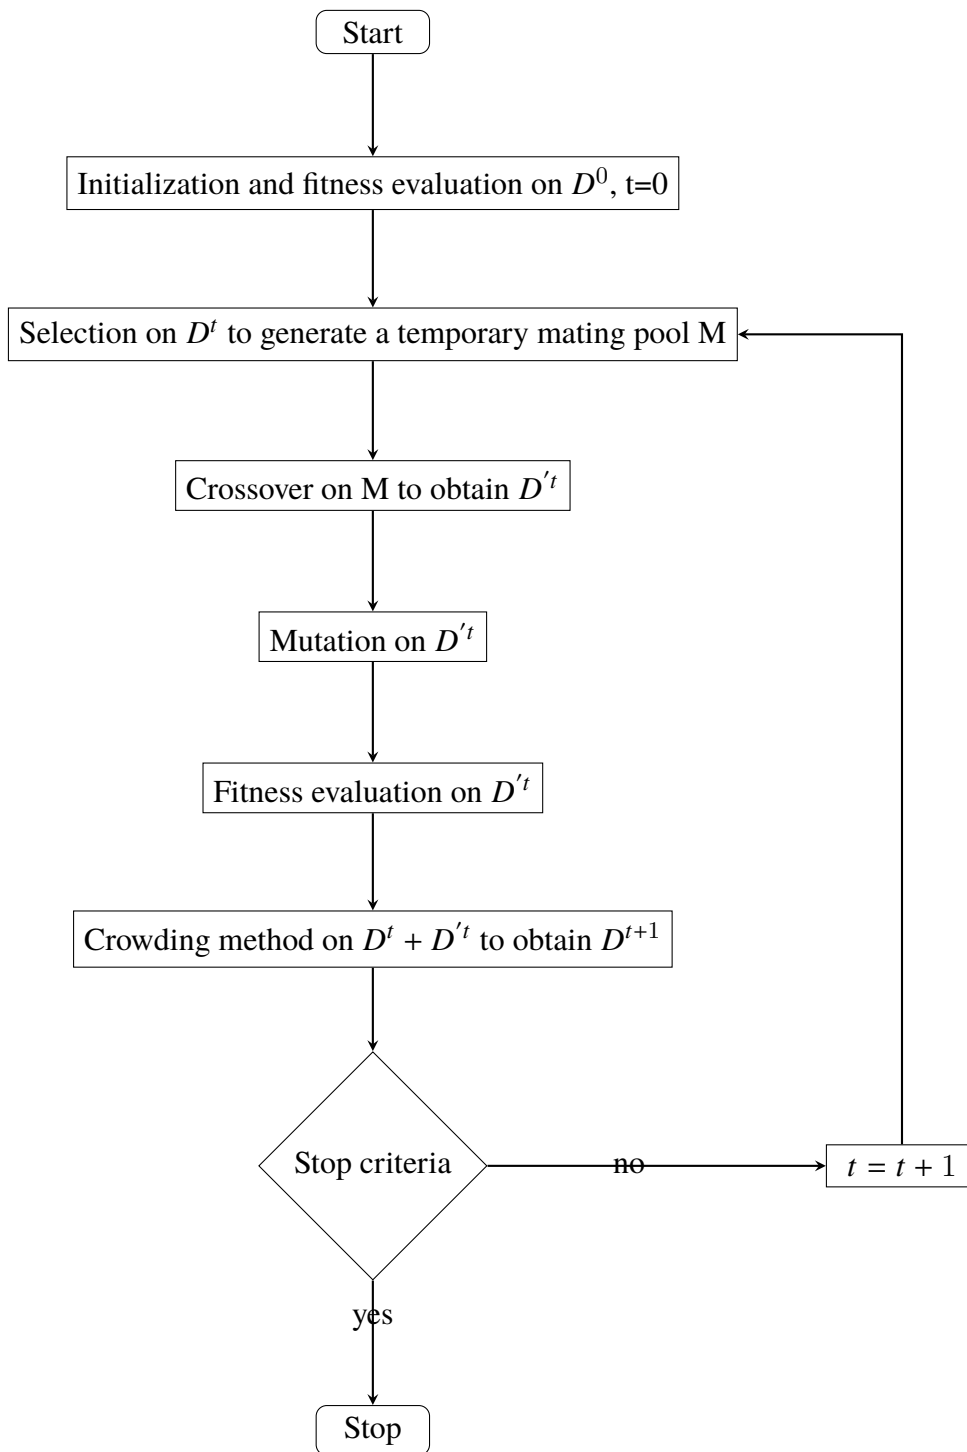 Start
Initialization and fitness evaluation on $D^0$, t=0
Selection on $D^t$ to generate a temporary mating pool M
Crossover on M to obtain $D^{'t}$
Mutation on $D^{'t}$
Fitness evaluation on $D^{'t}$
Crowding method on $D^t + D^{'t}$ to obtain $D^{t+1}$
Stop criteria
no
$t = t + 1$
yes
Stop